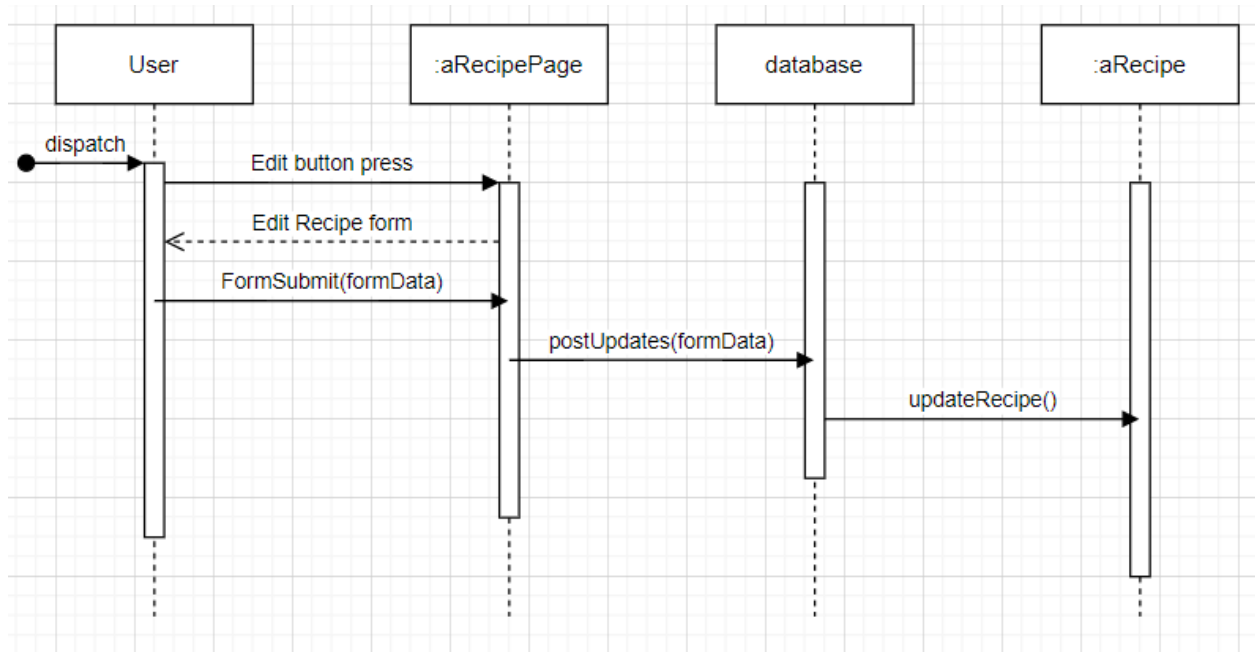 User
:aRecipePage
database
:aRecipe
dispatch
Edit button press
Edit Recipe form
FormSubmit(formData)
postUpdates(formData)
updateRecipe()